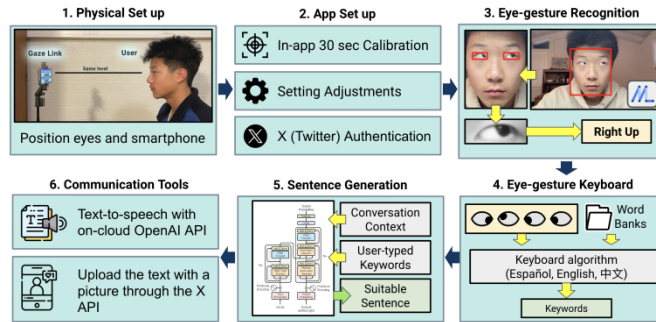 1. Physical Set up
Gaze Link
User
Same level
Position eyes and smartphone
2. App Set up
In-app 30 sec Calibration
Setting Adjustments
X (Twitter) Authentication
3. Eye-gesture Recognition
Right Up
4. Eye-gesture Keyboard
Word
Banks
Keyboard algorithm
(Español, English, 中文)
Keywords
5. Sentence Generation
Conversation
Context
User-typed
Keywords
Suitable
Sentence
6. Communication Tools
Text-to-speech with
on-cloud OpenAI API
Upload the text with a
picture through the X
API